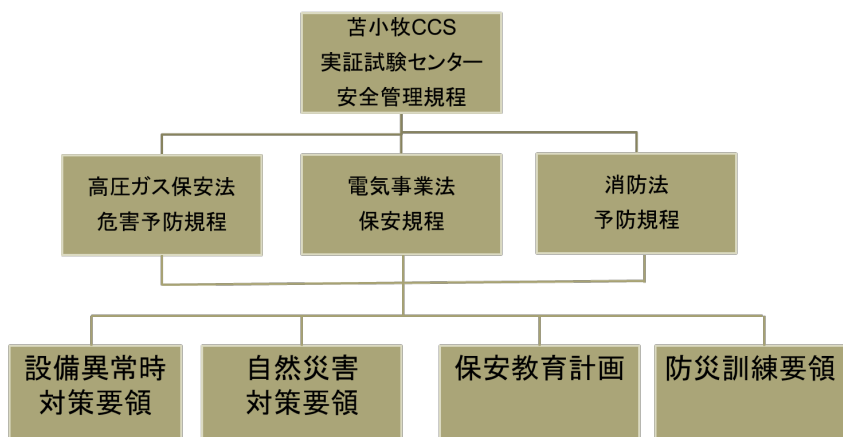 苫小牧CCS
実証試験センター
安全管理規程
高圧ガス保安法
危害予防規程
電気事業法
保安規程
消防法
予防規程
設備異常時
対策要領
自然災害
対策要領
保安教育計画
防災訓練要領